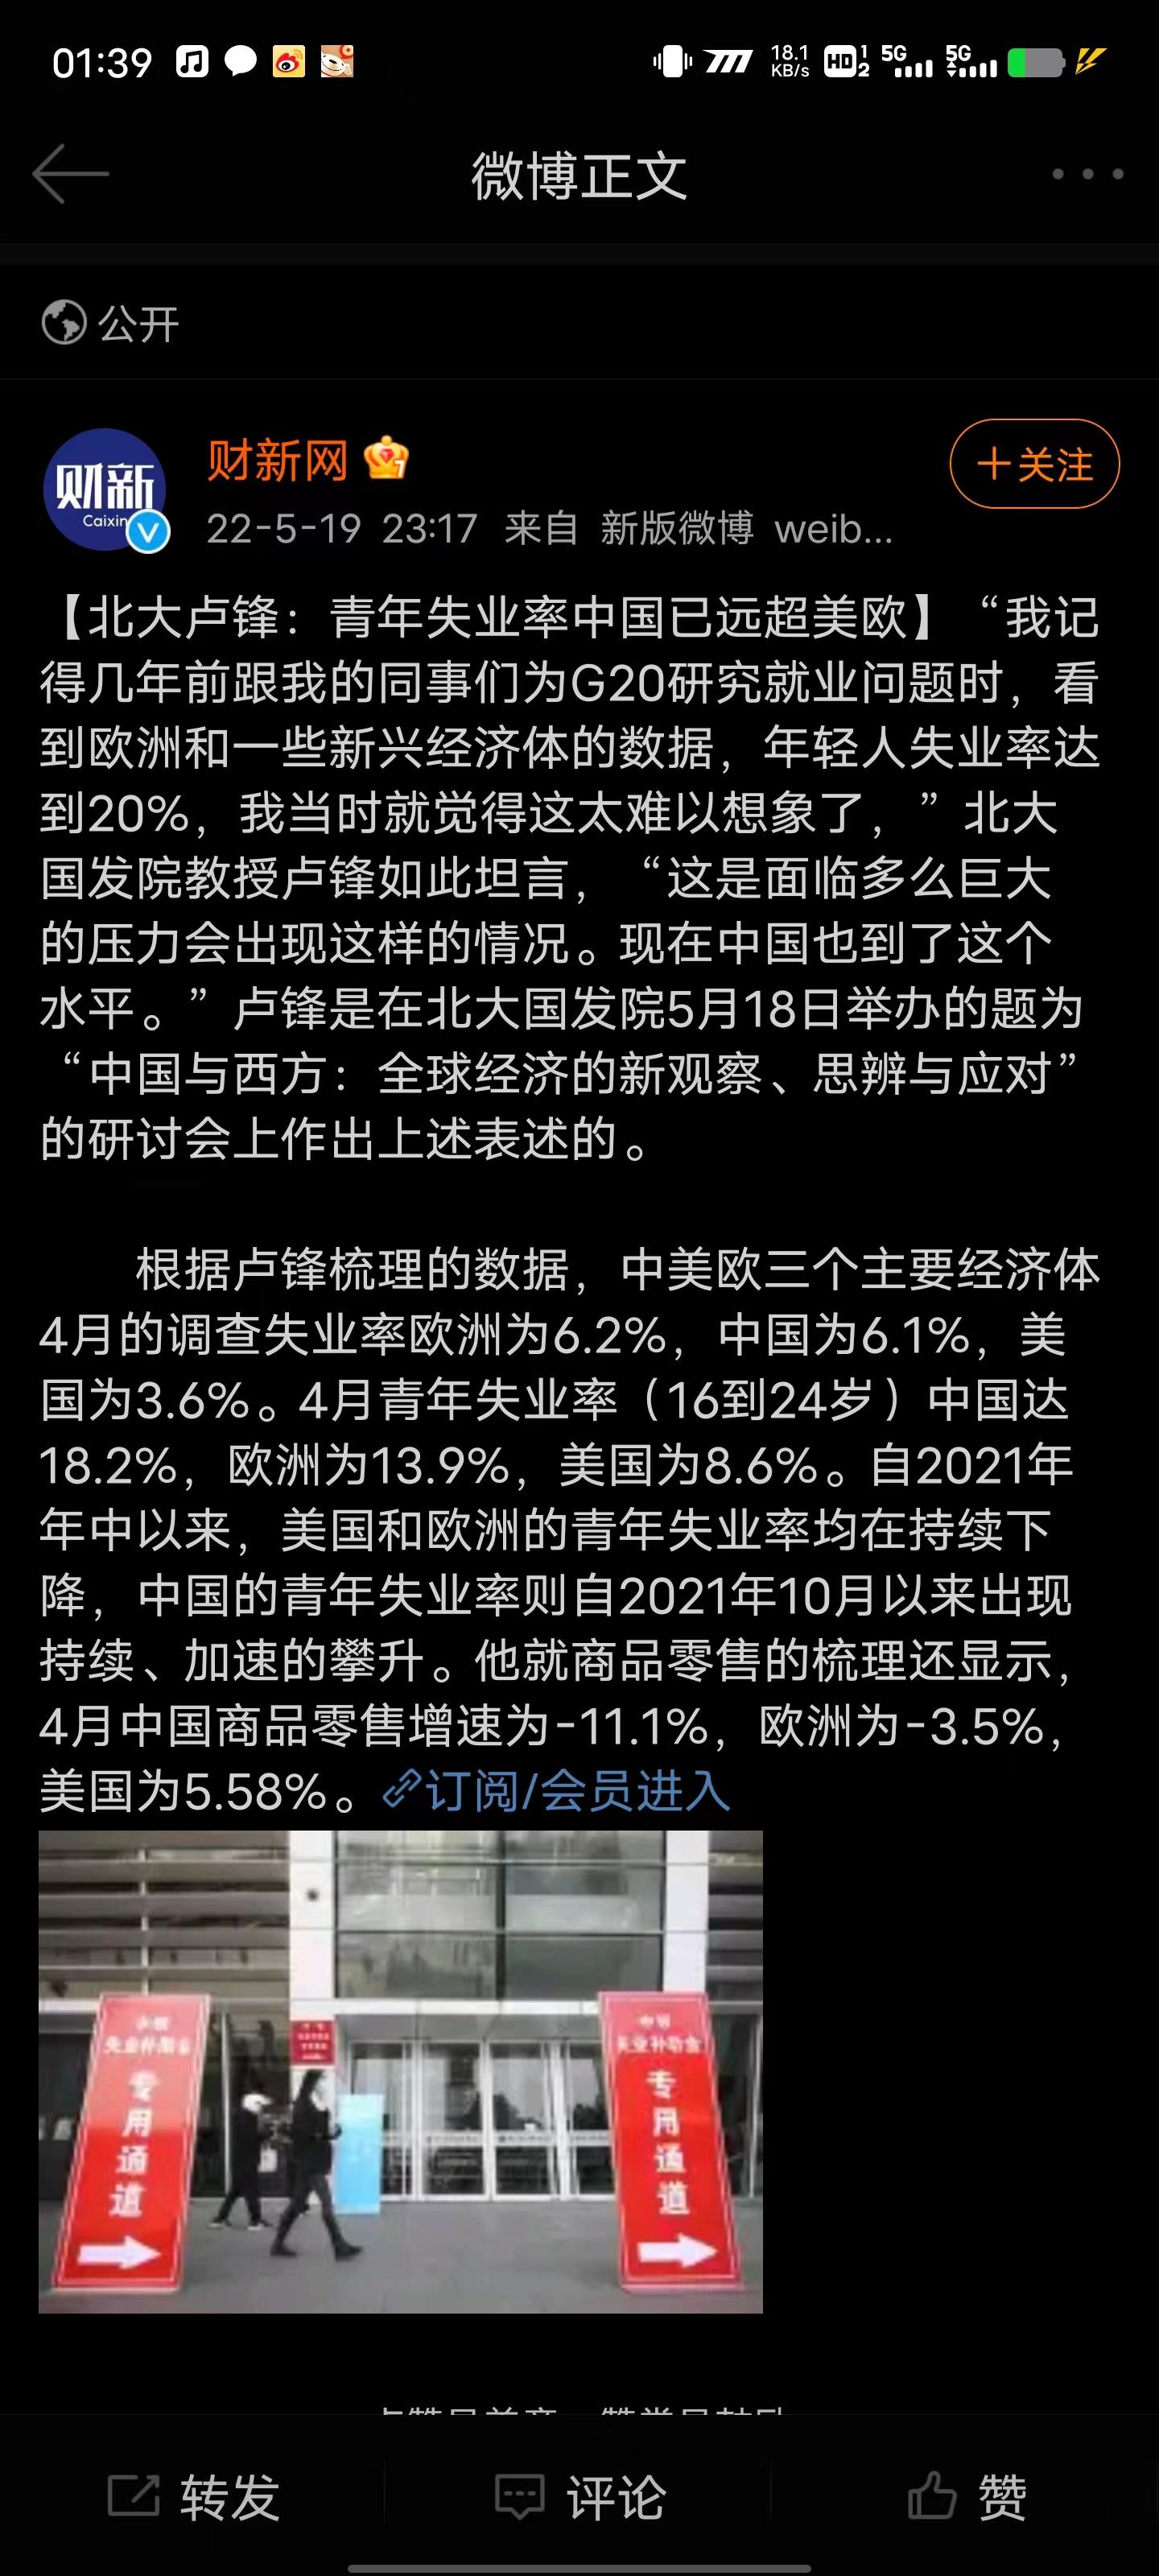 01:39
18.1
KB/s
HD 1 2
5G
5G
微博正文
公开
财新
Caixin
财新网
+关注
22-5-19 23:17 来自 新版微博 weib...
【北大卢锋：青年失业率中国已远超美欧】“我记
得几年前跟我的同事们为G20研究就业问题时，看
到欧洲和一些新兴经济体的数据，年轻人失业率达
到20%，我当时就觉得这太难以想象了，”北大
国发院教授卢锋如此坦言，“这是面临多么巨大
的压力会出现这样的情况。现在中国也到了这个
水平。”卢锋是在北大国发院5月18日举办的题为
“中国与西方：全球经济的新观察、思辨与应对”
的研讨会上作出上述表述的。
根据卢锋梳理的数据，中美欧三个主要经济体
4月的调查失业率欧洲为6.2%，中国为6.1%，美
国为3.6%。4月青年失业率（16到24岁）中国达
18.2%，欧洲为13.9%，美国为8.6%。自2021年
年中以来，美国和欧洲的青年失业率均在持续下
降，中国的青年失业率则自2021年10月以来出现
持续、加速的攀升。他就商品零售的梳理还显示，
4月中国商品零售增速为-11.1%，欧洲为-3.5%，
美国为5.58%。订阅/会员进入
失业补助金
专用通道
申领
失业补助金
专用通道
转发
评论
赞